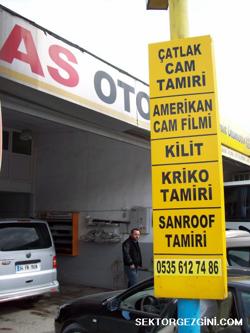 AS OTO
ÇATLAK
CAM
TAMİRİ
AMERİKAN
CAM FİLMİ
KİLİT
KRİKO
TAMİRİ
SANROOF
TAMİRİ
0535 612 74 86
SEKTORGEZGINI.COM